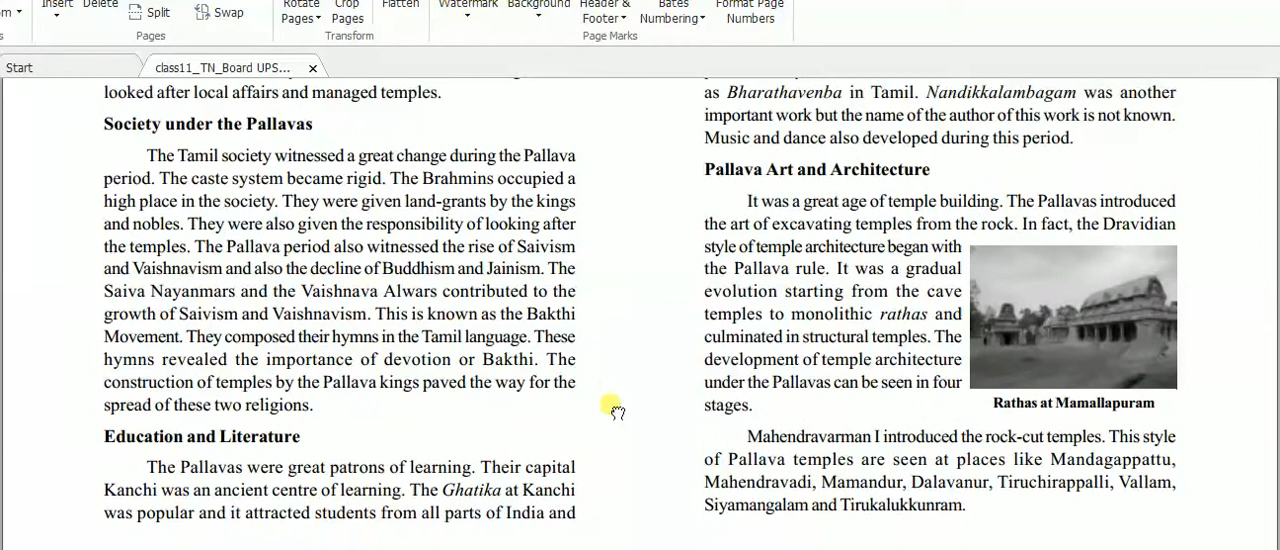 Insert
Delete
Split
Swap
Rotate
Pages
Crop
Pages
Flatten
Watermark
Background
Header &
Footer
Bates
Numbering
Format Page
Numbers
Pages
Transform
Page Marks
Start
class11_TN_Board UPS...
looked after local affairs and managed temples.
Society under the Pallavas
The Tamil society witnessed a great change during the Pallava
period. The caste system became rigid. The Brahmins occupied a
high place in the society. They were given land-grants by the kings
and nobles. They were also given the responsibility of looking after
the temples. The Pallava period also witnessed the rise of Saivism
and Vaishnavism and also the decline of Buddhism and Jainism. The
Saiva Nayanmars and the Vaishnava Alwars contributed to the
growth of Saivism and Vaishnavism. This is known as the Bakthi
Movement. They composed their hymns in the Tamil language. These
hymns revealed the importance of devotion or Bakthi. The
construction of temples by the Pallava kings paved the way for the
spread of these two religions.
Education and Literature
The Pallavas were great patrons of learning. Their capital
Kanchi was an ancient centre of learning. The Ghatika at Kanchi
was popular and it attracted students from all parts of India and
as Bharathavenba in Tamil. Nandikkalambagam was another
important work but the name of the author of this work is not known.
Music and dance also developed during this period.
Pallava Art and Architecture
It was a great age of temple building. The Pallavas introduced
the art of excavating temples from the rock. In fact, the Dravidian
style of temple architecture began with
the Pallava rule. It was a gradual
evolution starting from the cave
temples to monolithic rathas and
culminated in structural temples. The
development of temple architecture
under the Pallavas can be seen in four
stages.
Rathas at Mamallapuram
Mahendravarman I introduced the rock-cut temples. This style
of Pallava temples are seen at places like Mandagappattu,
Mahendravadi, Mamandur, Dalavanur, Tiruchirappalli, Vallam,
Siyamangalam and Tirukalukkunram.